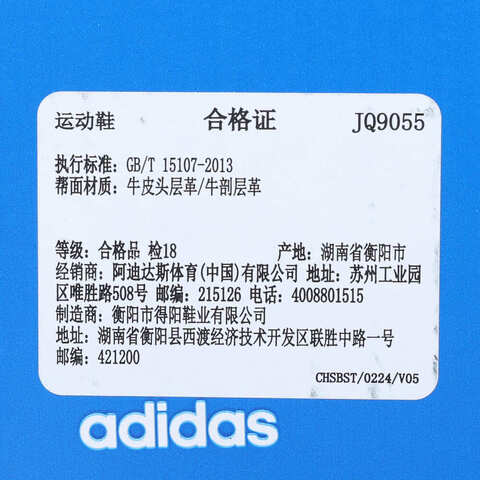 运动鞋 合格证 JQ9055
执行标准: GB/T 15107-2013
帮面材质: 牛皮头层革/牛剖层革
等级: 合格品 检18 产地: 湖南省衡阳市
经销商: 阿迪达斯体育(中国)有限公司 地址: 苏州工业园
区唯胜路508号 邮编: 215126 电话: 4008801515
制造商: 衡阳市得阳鞋业有限公司
地址: 湖南省衡阳县西渡经济技术开发区联胜中路一号
邮编: 421200
CHSBST/0224/V05
adidas